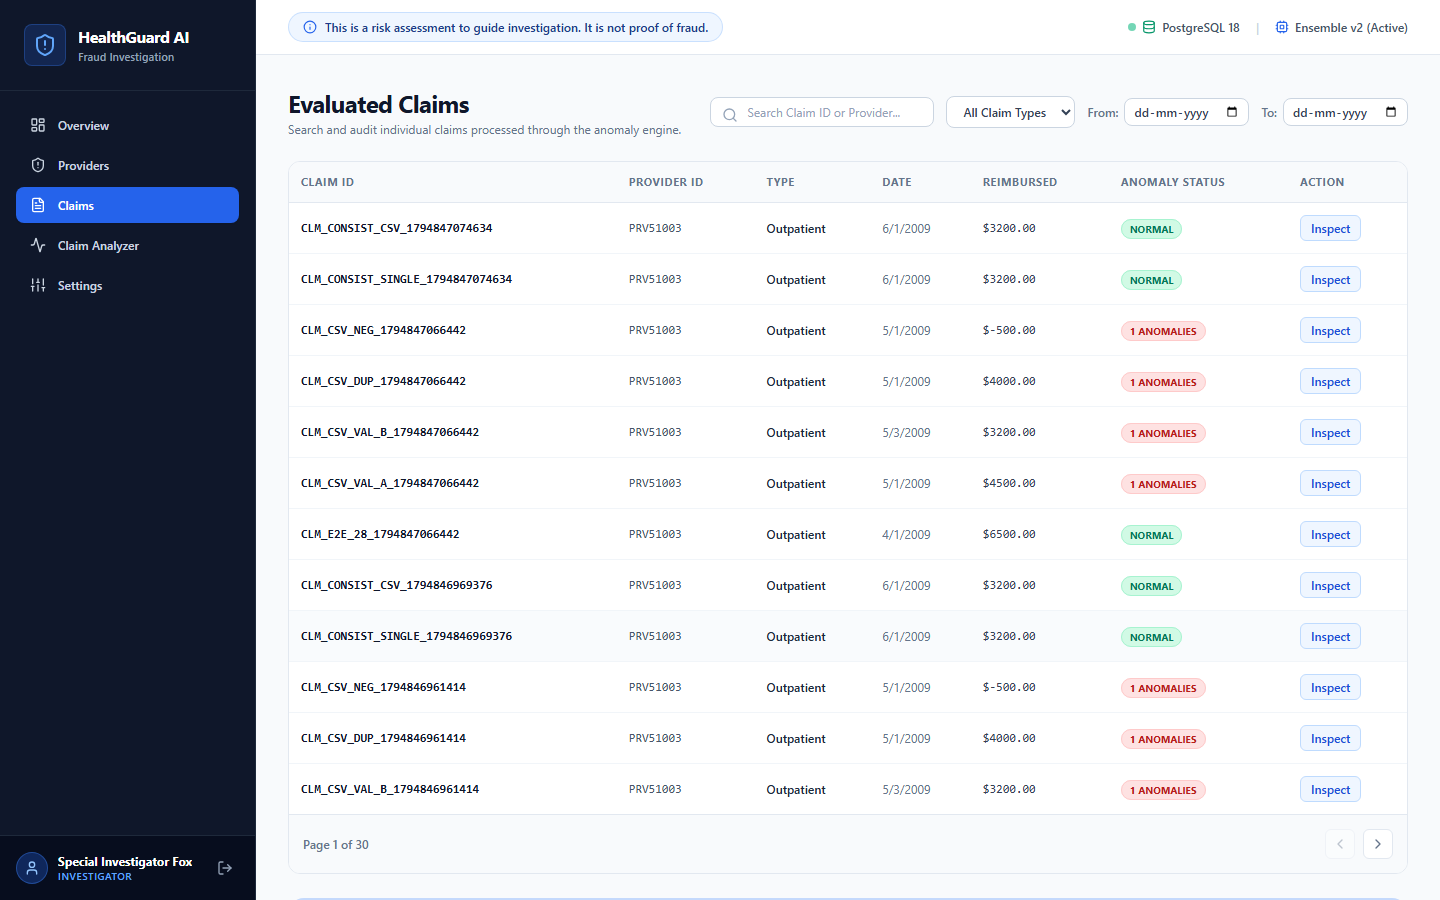 HealthGuard AI
Fraud Investigation
Overview
Providers
Claims
Claim Analyzer
Settings
Special Investigator Fox
INVESTIGATOR
This is a risk assessment to guide investigation. It is not proof of fraud.
PostgreSQL 18 | Ensemble v2 (Active)
Evaluated Claims
Search and audit individual claims processed through the anomaly engine.
Search Claim ID or Provider... All Claim Types From: dd-mm-yyyy To: dd-mm-yyyy
CLAIM ID PROVIDER ID TYPE DATE REIMBURSED ANOMALY STATUS ACTION
CLM_CONSIST_CSV_1794847074634 PRV51003 Outpatient 6/1/2009 $3200.00 NORMAL Inspect
CLM_CONSIST_SINGLE_1794847074634 PRV51003 Outpatient 6/1/2009 $3200.00 NORMAL Inspect
CLM_CSV_NEG_1794847066442 PRV51003 Outpatient 5/1/2009 $-500.00 1 ANOMALIES Inspect
CLM_CSV_DUP_1794847066442 PRV51003 Outpatient 5/1/2009 $4000.00 1 ANOMALIES Inspect
CLM_CSV_VAL_B_1794847066442 PRV51003 Outpatient 5/3/2009 $3200.00 1 ANOMALIES Inspect
CLM_CSV_VAL_A_1794847066442 PRV51003 Outpatient 5/1/2009 $4500.00 1 ANOMALIES Inspect
CLM_E2E_28_1794847066442 PRV51003 Outpatient 4/1/2009 $6500.00 NORMAL Inspect
CLM_CONSIST_CSV_1794846969376 PRV51003 Outpatient 6/1/2009 $3200.00 NORMAL Inspect
CLM_CONSIST_SINGLE_1794846969376 PRV51003 Outpatient 6/1/2009 $3200.00 NORMAL Inspect
CLM_CSV_NEG_1794846961414 PRV51003 Outpatient 5/1/2009 $-500.00 1 ANOMALIES Inspect
CLM_CSV_DUP_1794846961414 PRV51003 Outpatient 5/1/2009 $4000.00 1 ANOMALIES Inspect
CLM_CSV_VAL_B_1794846961414 PRV51003 Outpatient 5/3/2009 $3200.00 1 ANOMALIES Inspect
Page 1 of 30